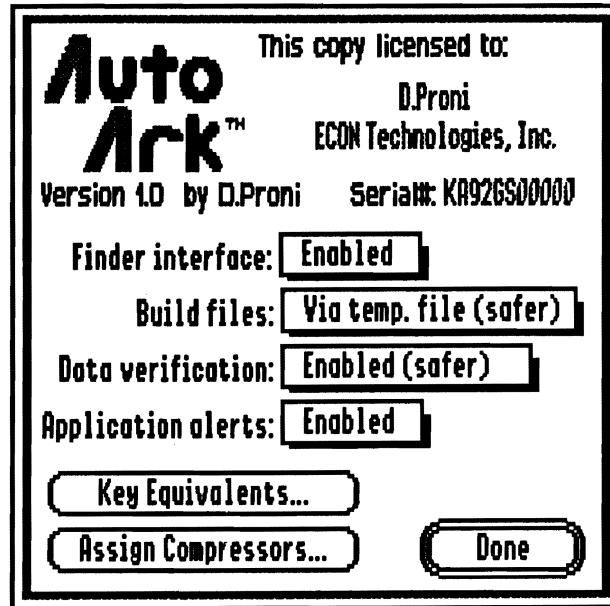 Auto
Ark™
This copy licensed to:
D.Proni
ECON Technologies, Inc.
Version 1.0 by D.Proni
Serial#: KA92GS00000
Finder interface: Enabled
Build files: Via temp. file (safer)
Data verification: Enabled (safer)
Application alerts: Enabled
Key Equivalents...
Assign Compressors...
Done